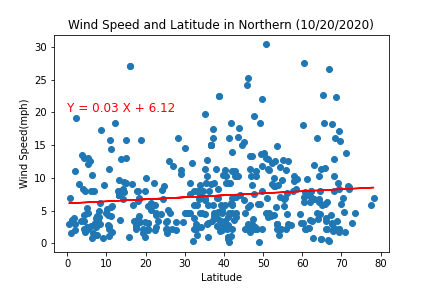 Wind Speed and Latitude in Northern (10/20/2020)
30
25
20
15
10
5
0
Wind Speed(mph)
Y = 0.03 X + 6.12
0 10 20 30 40 50 60 70 80
Latitude